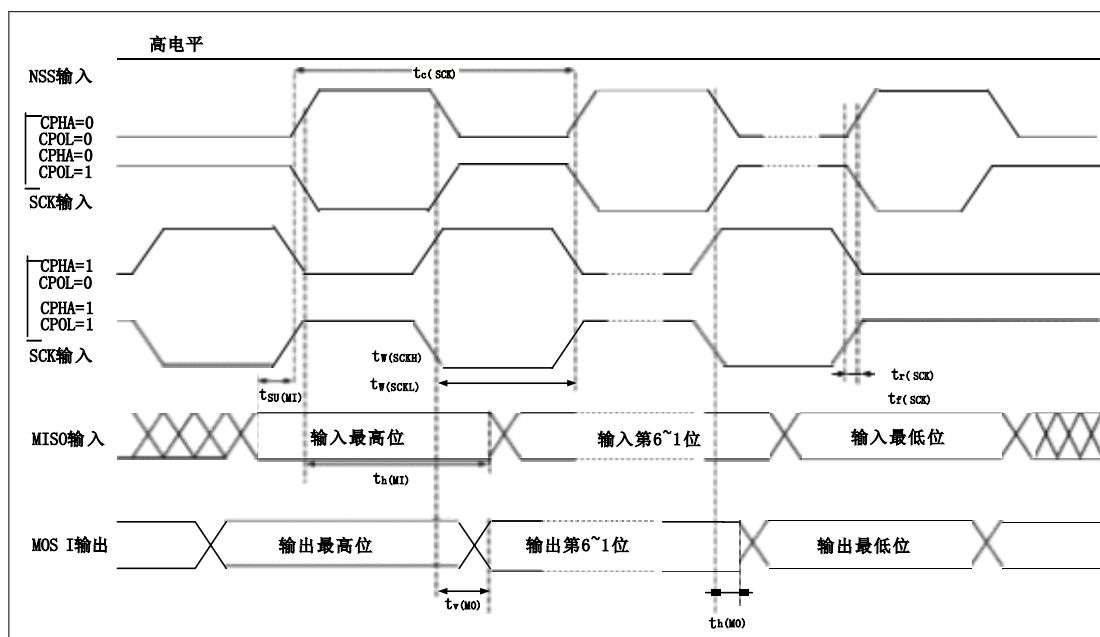 高电平
NSS输入
tc(SCK)
CPHA=0
CPOL=0
CPHA=0
CPOL=1
SCK输入
CPHA=1
CPOL=0
CPHA=1
CPOL=1
SCK输入
tW(SCKH)
tW(SCKL)
tr(SCK)
tf(SCK)
tSU(MI)
MISO输入
输入最高位
输入第6~1位
输入最低位
th(MI)
MOS I输出
输出最高位
输出第6~1位
输出最低位
tv(MO)
th(MO)